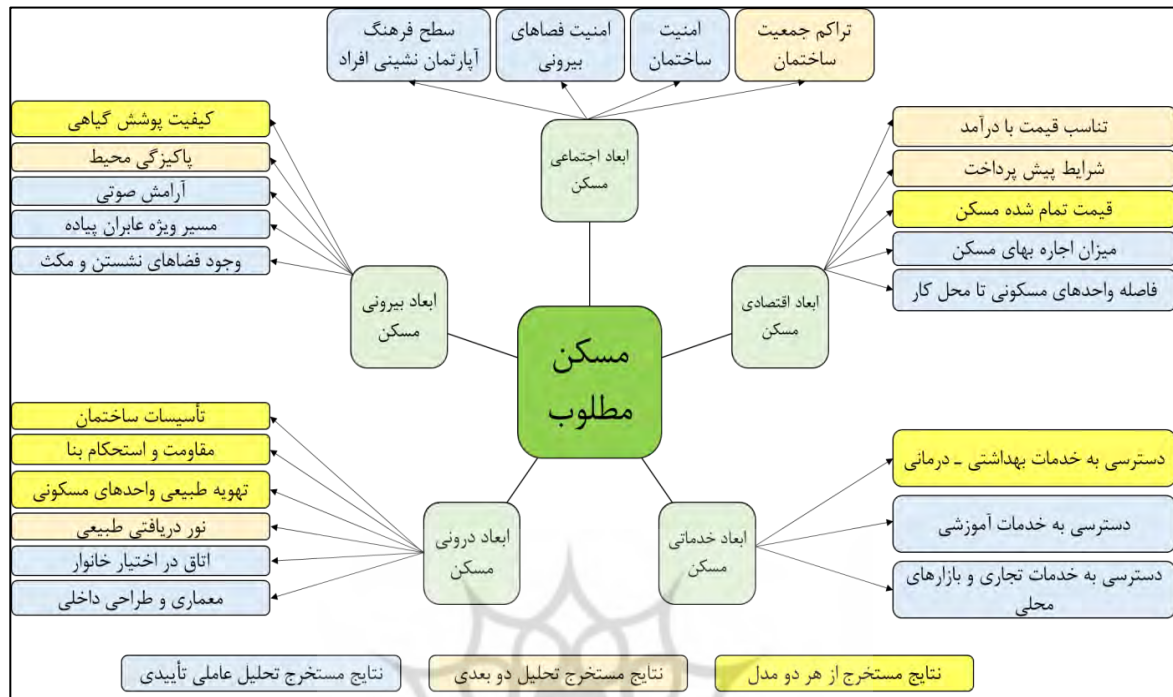 تراکم جمعیت
ساختمان
امنیت
ساختمان
امنیت فصاهای
بیرونی
سطح فرهنگ
آپارتمان نشینی افراد
ابعاد اجتماعی
مسکن
تناسب قیمت با درآمد
شرایط پیش پرداخت
قیمت تمام شده مسکن
میزان اجاره بهای مسکن
فاصله واحدهای مسکونی تا محل کار
ابعاد اقتصادی
مسکن
کیفیت پوشش گیاهی
پاکیزگی محیط
آرامش صوتی
مسیر ویژه عابران پیاده
وجود فضاهای نشستن و مکث
ابعاد بیرونی
مسکن
مسکن
مطلوب
دسترسی به خدمات بهداشتی ـ درمانی
دسترسی به خدمات آموزشی
دسترسی به خدمات تجاری و بازارهای
محلی
ابعاد خدماتی
مسکن
تأسیسات ساختمان
مقاومت و استحکام بنا
تهویه طبیعی واحدهای مسکونی
نور دریافتی طبیعی
اتاق در اختیار خانوار
معماری و طراحی داخلی
ابعاد درونی
مسکن
نتایج مستخرج از هر دو مدل
نتایج مستخرج تحلیل دو بعدی
نتایج مستخرج تحلیل عاملی تأییدی